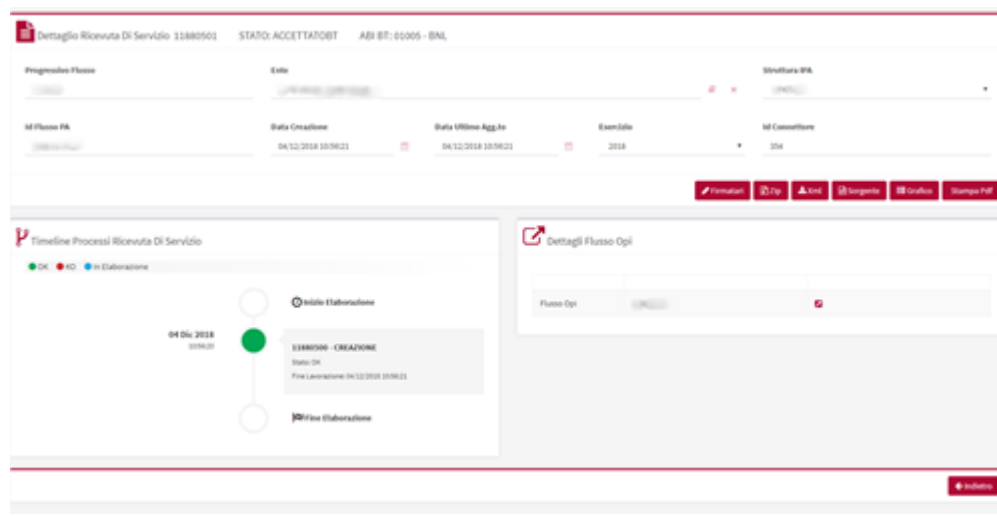 Dettaglio Ricevuta Di Servizio 11880501 STATO: ACCETTATOBT ABI BT: 01005 - BNL
Progressivo Flusso Ente Struttura IPA
Id Flusso PA Data Creazione Data Ultimo Agg.to Esercizio Id Connettore
04/12/2018 10:56:21 04/12/2018 10:56:21 2018 354
Firmatari Zip Xml Sorgente Grafico Stampa Pdf
Timeline Processi Ricevuta Di Servizio
OK KO In Elaborazione
Inizio Elaborazione
04 Dic 2018
10:56:20
11880500 - CREAZIONE
Stato: OK
Fine Lavorazione: 04/12/2018 10:56:21
Fine Elaborazione
Dettagli Flusso Opi
Flusso Opi
Indietro